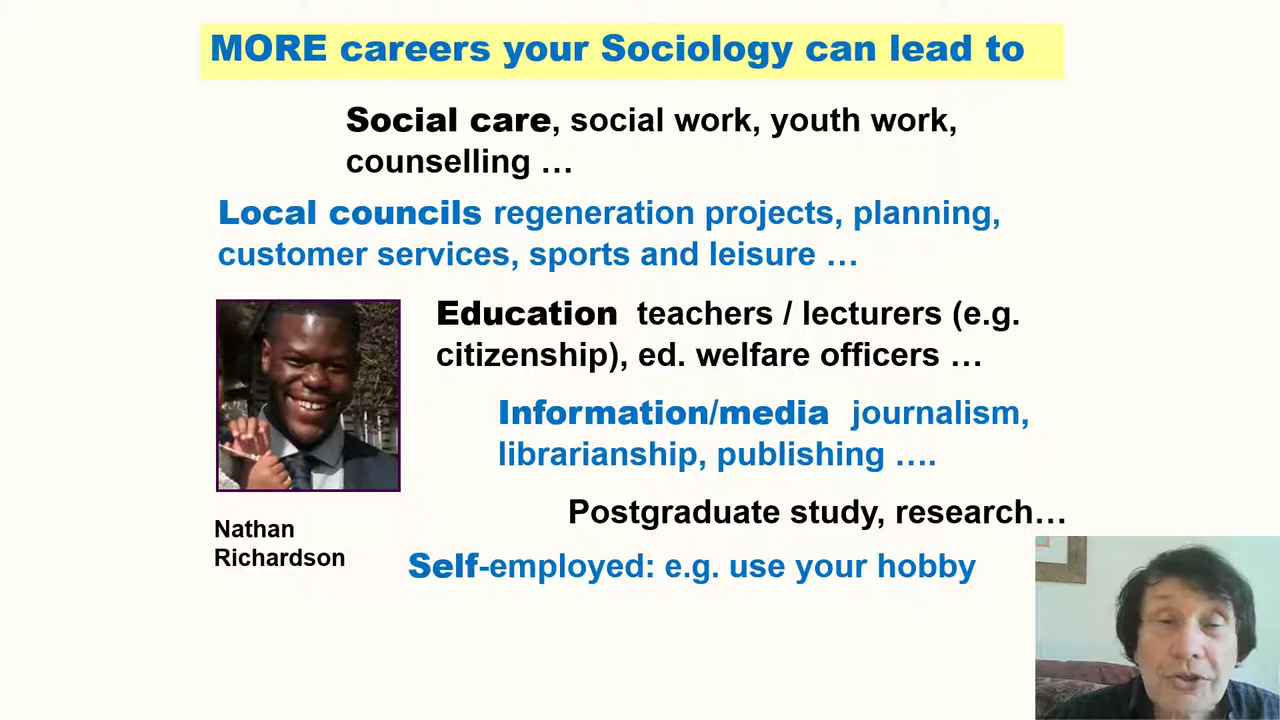 MORE careers your Sociology can lead to
Social care, social work, youth work,
counselling …
Local councils regeneration projects, planning,
customer services, sports and leisure …
Education teachers / lecturers (e.g.
citizenship), ed. welfare officers …
Information/media journalism,
librarianship, publishing ….
Postgraduate study, research…
Nathan
Richardson
Self-employed: e.g. use your hobby